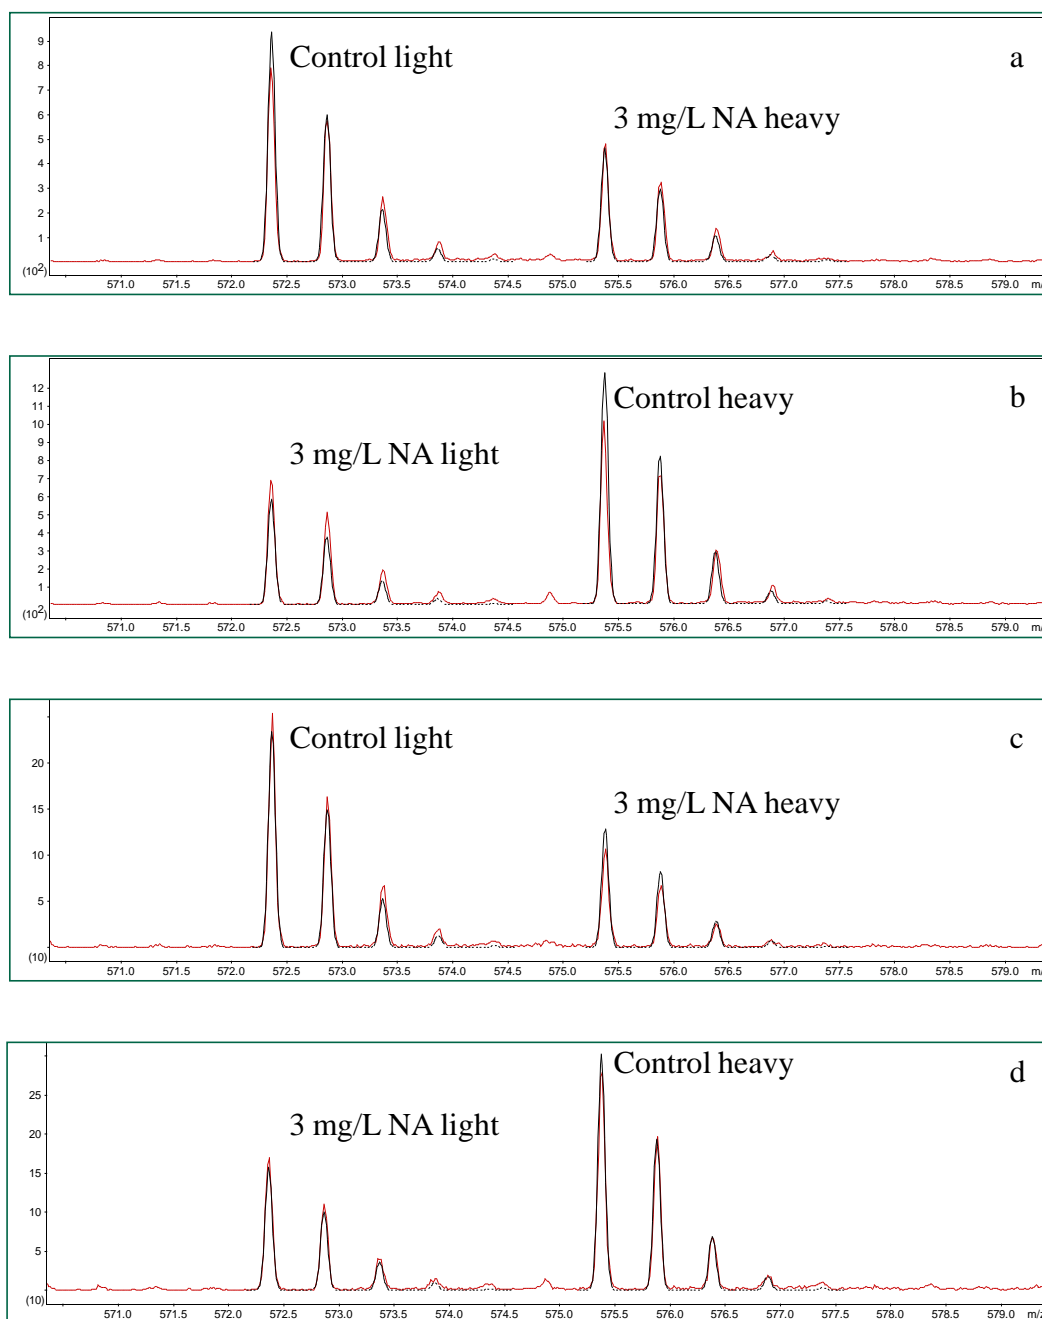 9
Control light
a
8
7
3 mg/L NA heavy
6
5
4
3
2
1
(10²)
571.0 571.5 572.0 572.5 573.0 573.5 574.0 574.5 575.0 575.5 576.0 576.5 577.0 577.5 578.0 578.5 579.0 m/
12
Control heavy
b
11
10
9
3 mg/L NA light
8
7
6
5
4
3
2
1
(10²)
571.0 571.5 572.0 572.5 573.0 573.5 574.0 574.5 575.0 575.5 576.0 576.5 577.0 577.5 578.0 578.5 579.0 m/
Control light
c
20
3 mg/L NA heavy
15
10
5
(10)
571.0 571.5 572.0 572.5 573.0 573.5 574.0 574.5 575.0 575.5 576.0 576.5 577.0 577.5 578.0 578.5 579.0 m/
Control heavy
d
25
3 mg/L NA light
20
15
10
5
(10)
571.0 571.5 572.0 572.5 573.0 573.5 574.0 574.5 575.0 575.5 576.0 576.5 577.0 577.5 578.0 578.5 579.0 m/z